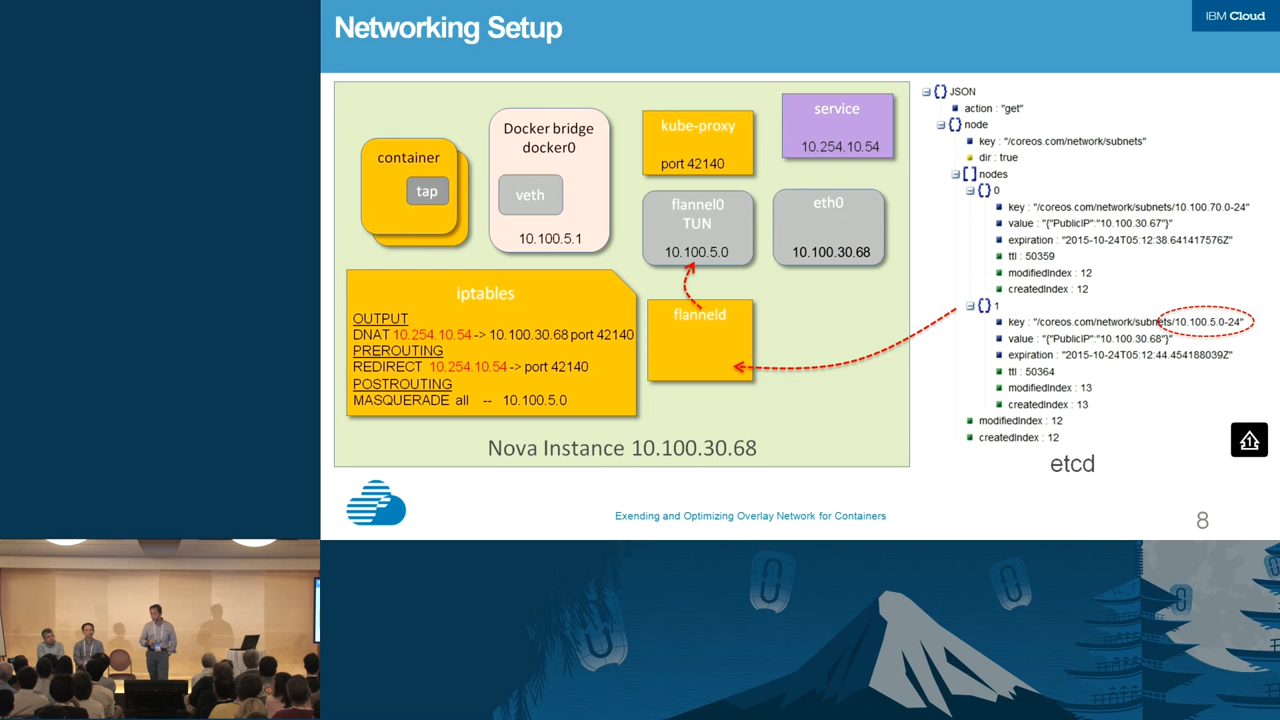 Networking Setup
IBM Cloud
container
tap
Docker bridge
docker0
veth
10.100.5.1
kube-proxy
port 42140
service
10.254.10.54
flannel0
TUN
10.100.5.0
eth0
10.100.30.68
iptables
OUTPUT
DNAT 10.254.10.54 -> 10.100.30.68 port 42140
PREROUTING
REDIRECT 10.254.10.54 -> port 42140
POSTROUTING
MASQUERADE all -- 10.100.5.0
flanneld
Nova Instance 10.100.30.68
JSON
action : "get"
node
key : "/coreos.com/network/subnets"
dir : true
nodes
0
key : "/coreos.com/network/subnets/10.100.70.0-24"
value : "{"PublicIP":"10.100.30.67"}
expiration : "2015-10-24T05:12:38.641417576Z"
ttl : 50359
modifiedIndex : 12
createdIndex : 12
1
key : "/coreos.com/network/subnets/10.100.5.0-24"
value : "{"PublicIP":"10.100.30.68"}"
expiration : "2015-10-24T05:12:44.454188039Z"
ttl : 50364
modifiedIndex : 13
createdIndex : 13
modifiedIndex : 12
createdIndex : 12
etcd
Exending and Optimizing Overlay Network for Containers
8